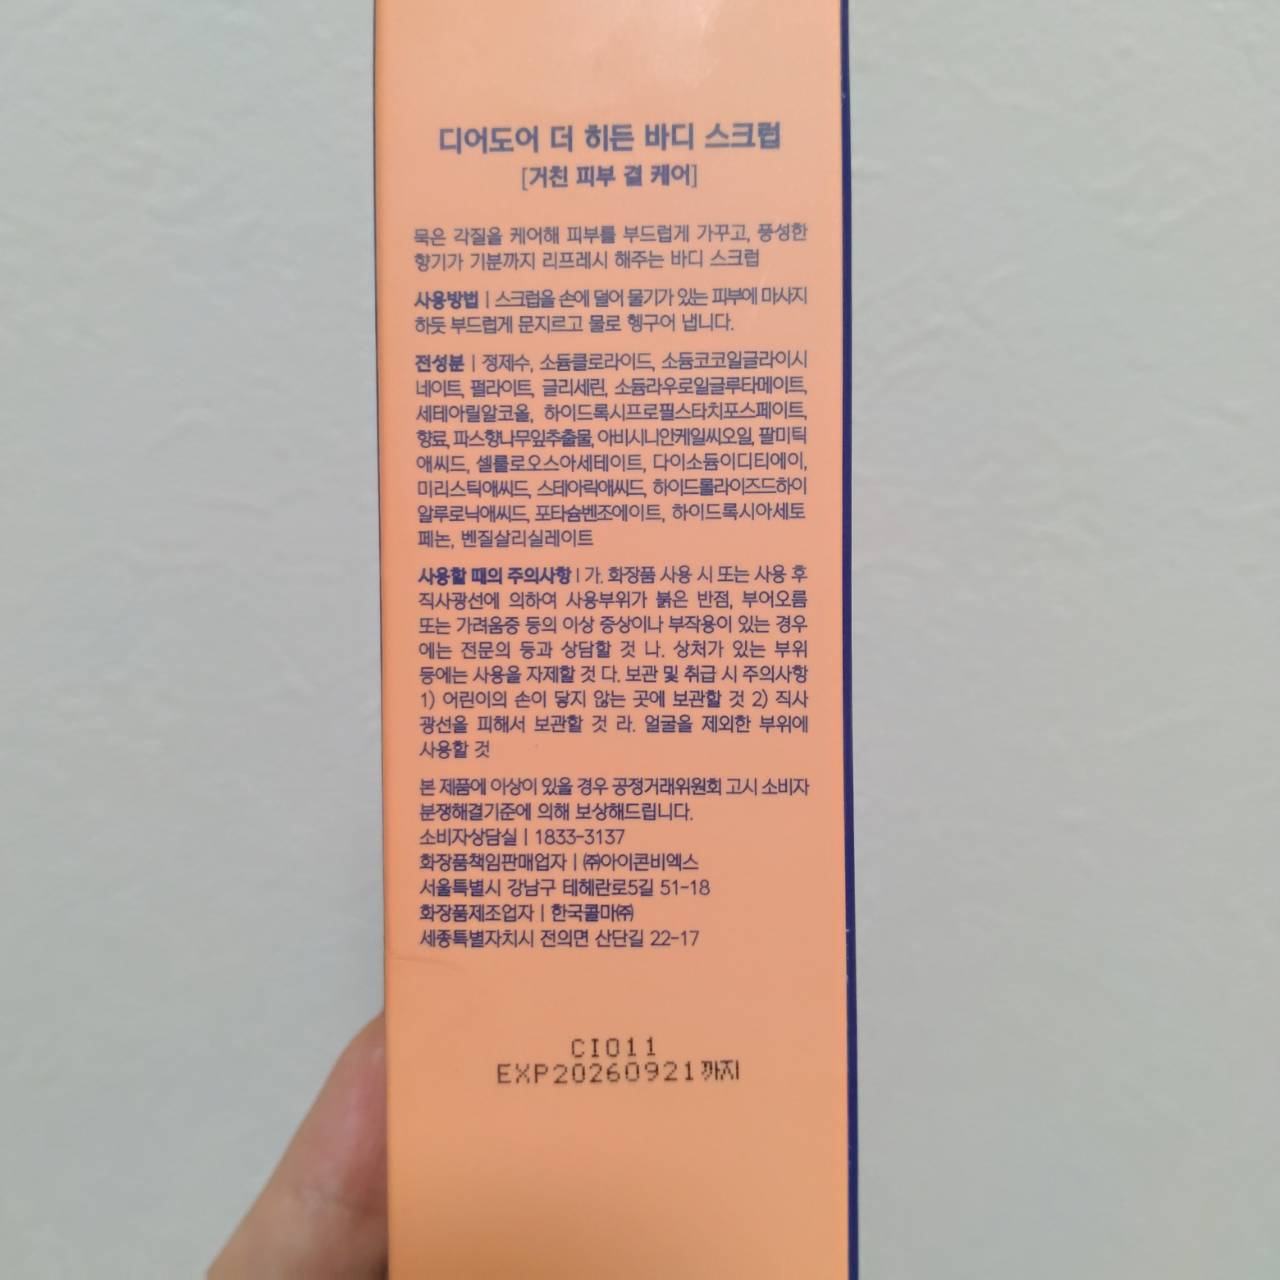 디어도어 더 히든 바디 스크럽
[거친 피부 결 케어]
묵은 각질을 케어해 피부를 부드럽게 가꾸고, 풍성한
향기가 기분까지 리프레시 해주는 바디 스크럽
사용방법 | 스크럽을 손에 덜어 물기가 있는 피부에 마사지
하듯 부드럽게 문지르고 물로 헹구어 냅니다.
전성분 | 정제수, 소듐클로라이드, 소듐코코일글라이시
네이트, 펄라이트, 글리세린, 소듐라우로일글루타메이트,
세테아릴알코올, 하이드록시프로필스타치포스페이트,
향료, 파스향나무잎추출물, 아비시니안케일씨오일, 팔미틱
애씨드, 셀룰로오스아세테이트, 다이소듐이디티에이,
미리스틱애씨드, 스테아릭애씨드, 하이드롤라이즈드하이
알루로닉애씨드, 포타슘벤조에이트, 하이드록시아세토
페논, 벤질살리실레이트
사용할 때의 주의사항 | 가. 화장품 사용 시 또는 사용 후
직사광선에 의하여 사용부위가 붉은 반점, 부어오름
또는 가려움증 등의 이상 증상이나 부작용이 있는 경우
에는 전문의 등과 상담할 것 나. 상처가 있는 부위
등에는 사용을 자제할 것 다. 보관 및 취급 시 주의사항
1) 어린이의 손이 닿지 않는 곳에 보관할 것 2) 직사
광선을 피해서 보관할 것 라. 얼굴을 제외한 부위에
사용할 것
본 제품에 이상이 있을 경우 공정거래위원회 고시 소비자
분쟁해결기준에 의해 보상해드립니다.
소비자상담실 | 1833-3137
화장품책임판매업자 | ㈜아이콘비엑스
서울특별시 강남구 테헤란로5길 51-18
화장품제조업자 | 한국콜마㈜
세종특별자치시 전의면 산단길 22-17
CI011
EXP20260921까지